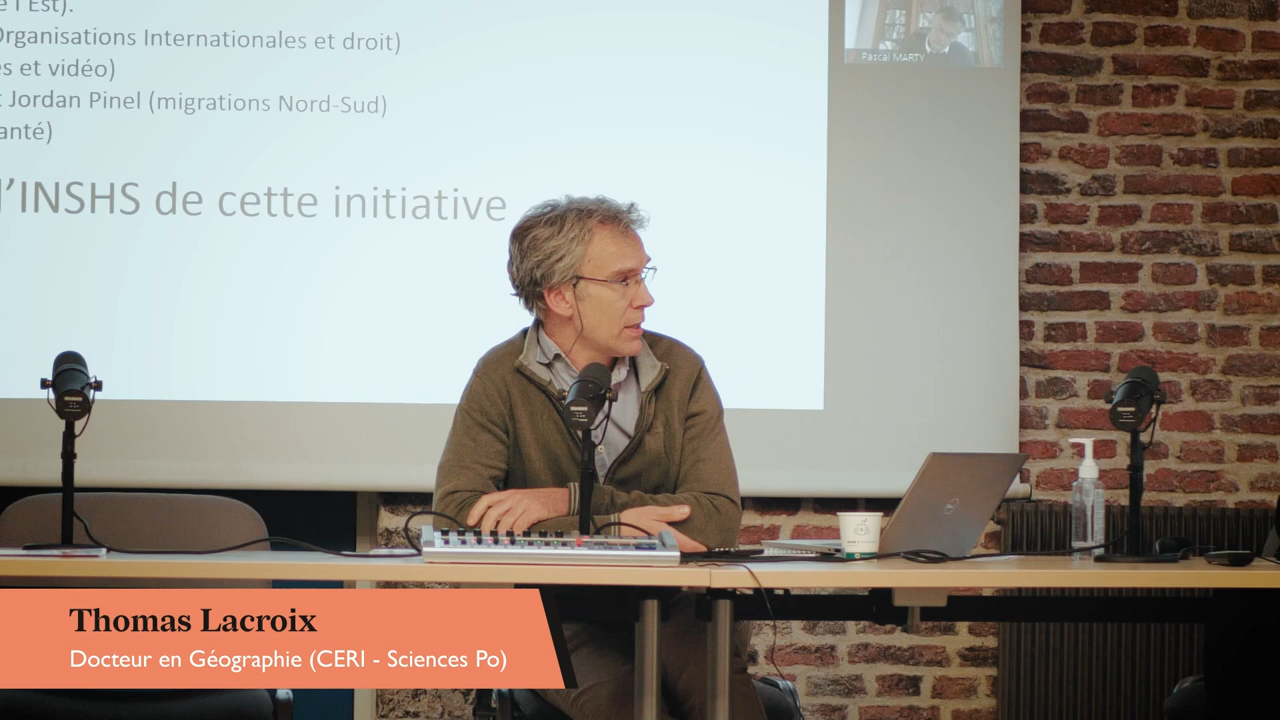 l'Est).
Organisations Internationales et droit)
es et vidéo)
t Jordan Pinel (migrations Nord-Sud)
anté)
l'INSHS de cette initiative
Pascal MARTY
Thomas Lacroix
Docteur en Géographie (CERI - Sciences Po)